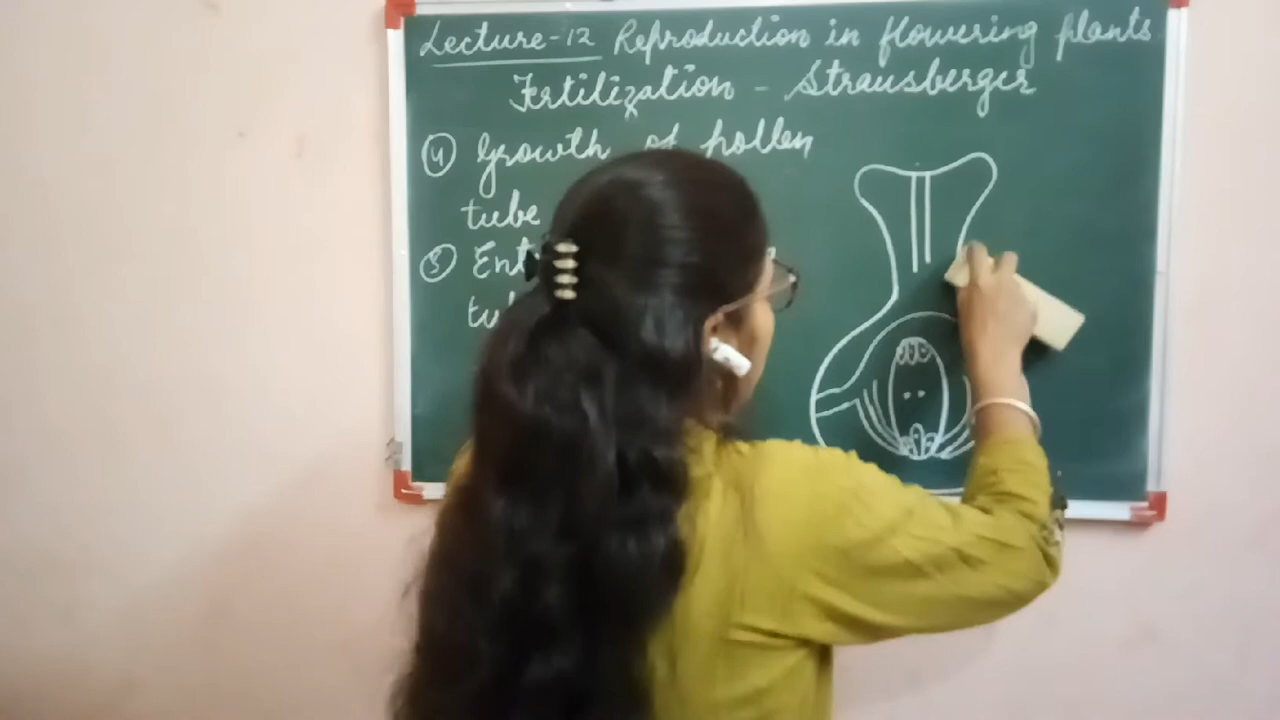 Lecture-12 Reproduction in flowering plants
Fertilization - Strausberger
④ Growth of pollen
tube
⑤ Ent
tu